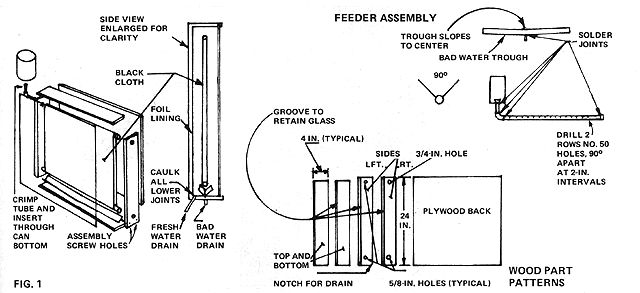 SIDE VIEW
ENLARGED FOR
CLARITY
BLACK
CLOTH
FOIL
LINING
CAULK
ALL
LOWER
JOINTS
CRIMP
TUBE AND
INSERT
THROUGH
CAN
BOTTOM
ASSEMBLY
SCREW HOLES
FRESH
WATER
DRAIN
BAD
WATER
DRAIN
FIG. 1
FEEDER ASSEMBLY
TROUGH SLOPES
TO CENTER
BAD WATER TROUGH
SOLDER
JOINTS
90°
DRILL 2
ROWS NO. 50
HOLES, 90°
APART
AT 2-IN.
INTERVALS
GROOVE TO
RETAIN GLASS
4 IN. (TYPICAL)
SIDES
LFT. RT.
3/4-IN. HOLE
24
IN.
PLYWOOD BACK
TOP AND
BOTTOM
NOTCH FOR DRAIN
5/8-IN. HOLES (TYPICAL)
WOOD PART
PATTERNS